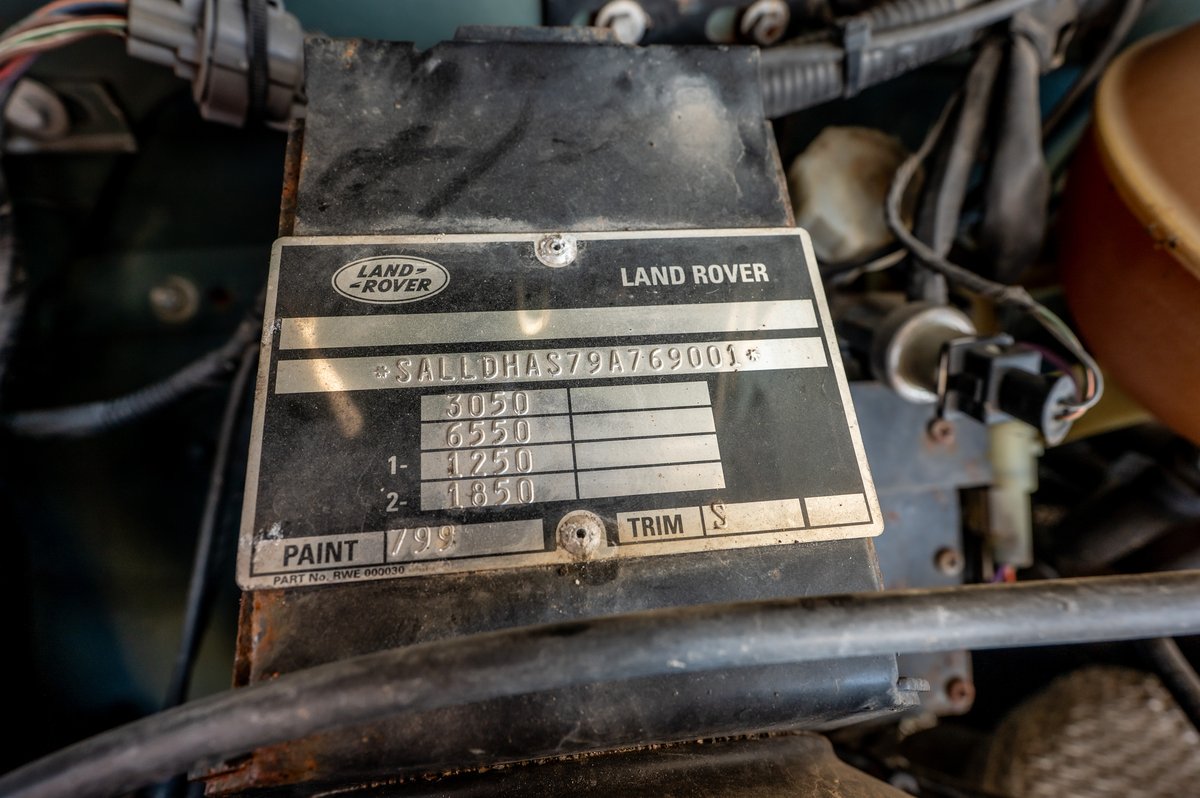 LAND-
-ROVER
LAND ROVER
*SALLDHAS79A769001*
3050
6550
1- 1250
2- 1850
PAINT 799
TRIM S
PART No. RWE 000030